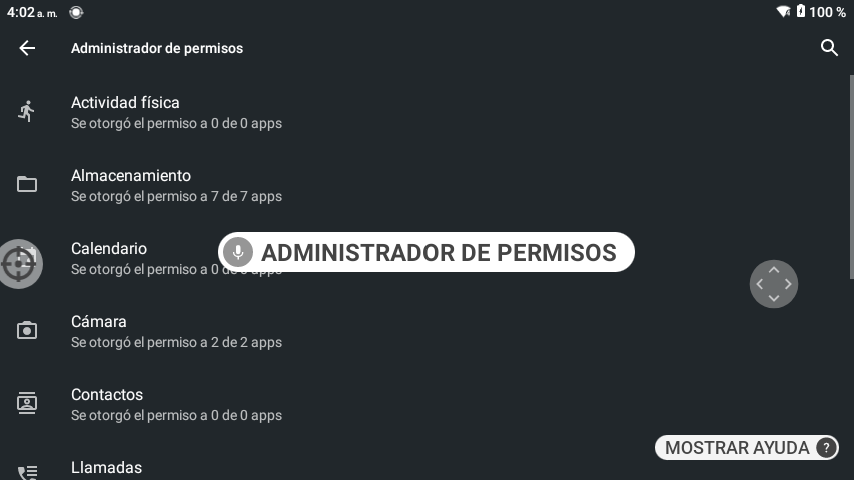 4:02 a. m.
100 %
Administrador de permisos
Actividad física
Se otorgó el permiso a 0 de 0 apps
Almacenamiento
Se otorgó el permiso a 7 de 7 apps
Calendario
Se otorgó el permiso a 0 de 0 apps
ADMINISTRADOR DE PERMISOS
Cámara
Se otorgó el permiso a 2 de 2 apps
Contactos
Se otorgó el permiso a 0 de 0 apps
MOSTRAR AYUDA ?
Llamadas